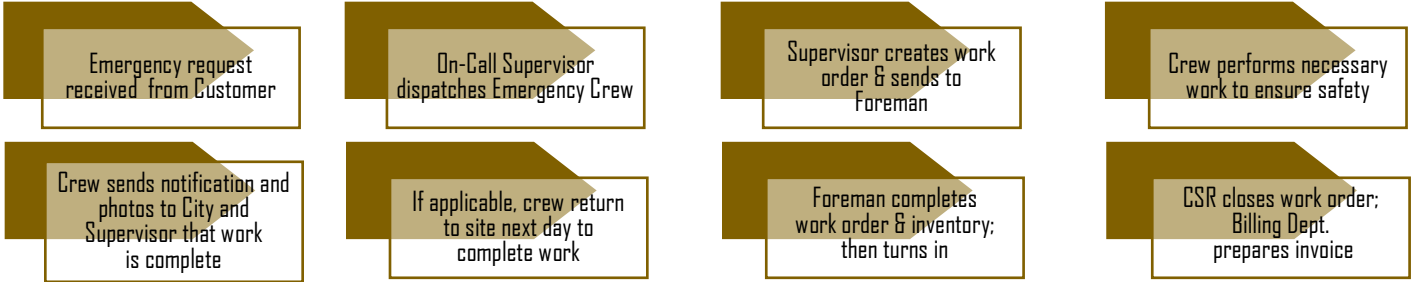 Emergency request
received from Customer
On-Call Supervisor
dispatches Emergency Crew
Supervisor creates work
order & sends to
Foreman
Crew performs necessary
work to ensure safety
Crew sends notification and
photos to City and
Supervisor that work
is complete
If applicable, crew return
to site next day to
complete work
Foreman completes
work order & inventory;
then turns in
CSR closes work order;
Billing Dept.
prepares invoice